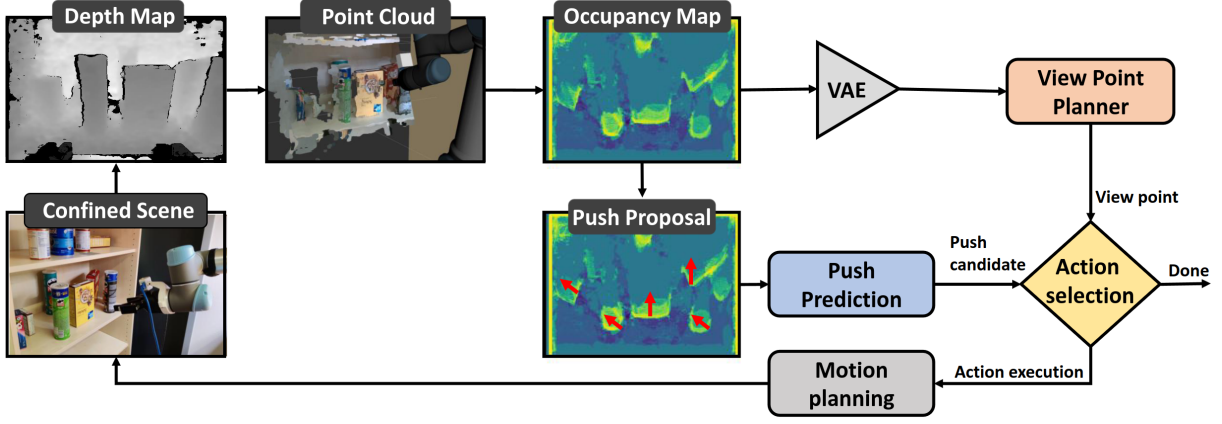 Depth Map
Point Cloud
Occupancy Map
VAE
View Point
Planner
View point
Confined Scene
Push Proposal
Push
Prediction
Push
candidate
Action
selection
Done
Motion
planning
Action execution